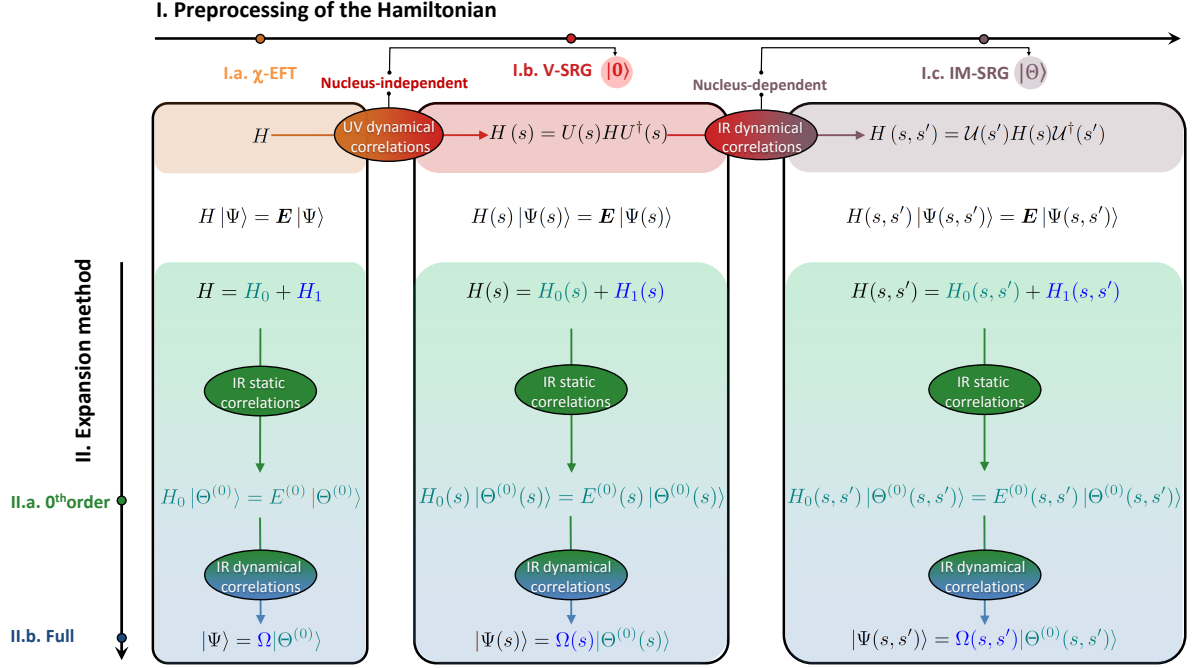 I. Preprocessing of the Hamiltonian
I.a. χ-EFT
I.b. V-SRG |0⟩
I.c. IM-SRG |Θ⟩
Nucleus-independent
Nucleus-dependent
H
UV dynamical
correlations
H(s) = U(s)HU†(s)
IR dynamical
correlations
H(s, s′) = 𝒰(s′)H(s)𝒰†(s′)
H |Ψ⟩ = E |Ψ⟩
H(s) |Ψ(s)⟩ = E |Ψ(s)⟩
H(s, s′) |Ψ(s, s′)⟩ = E |Ψ(s, s′)⟩
II. Expansion method
H = H₀ + H₁
H(s) = H₀(s) + H₁(s)
H(s, s′) = H₀(s, s′) + H₁(s, s′)
IR static
correlations
IR static
correlations
IR static
correlations
II.a. 0ᵗʰorder
H₀ |Θ⁽⁰⁾⟩ = E⁽⁰⁾ |Θ⁽⁰⁾⟩
H₀(s) |Θ⁽⁰⁾(s)⟩ = E⁽⁰⁾(s) |Θ⁽⁰⁾(s)⟩
H₀(s, s′) |Θ⁽⁰⁾(s, s′)⟩ = E⁽⁰⁾(s, s′) |Θ⁽⁰⁾(s, s′)⟩
IR dynamical
correlations
IR dynamical
correlations
IR dynamical
correlations
II.b. Full
|Ψ⟩ = Ω|Θ⁽⁰⁾⟩
|Ψ(s)⟩ = Ω(s)|Θ⁽⁰⁾(s)⟩
|Ψ(s, s′)⟩ = Ω(s, s′)|Θ⁽⁰⁾(s, s′)⟩